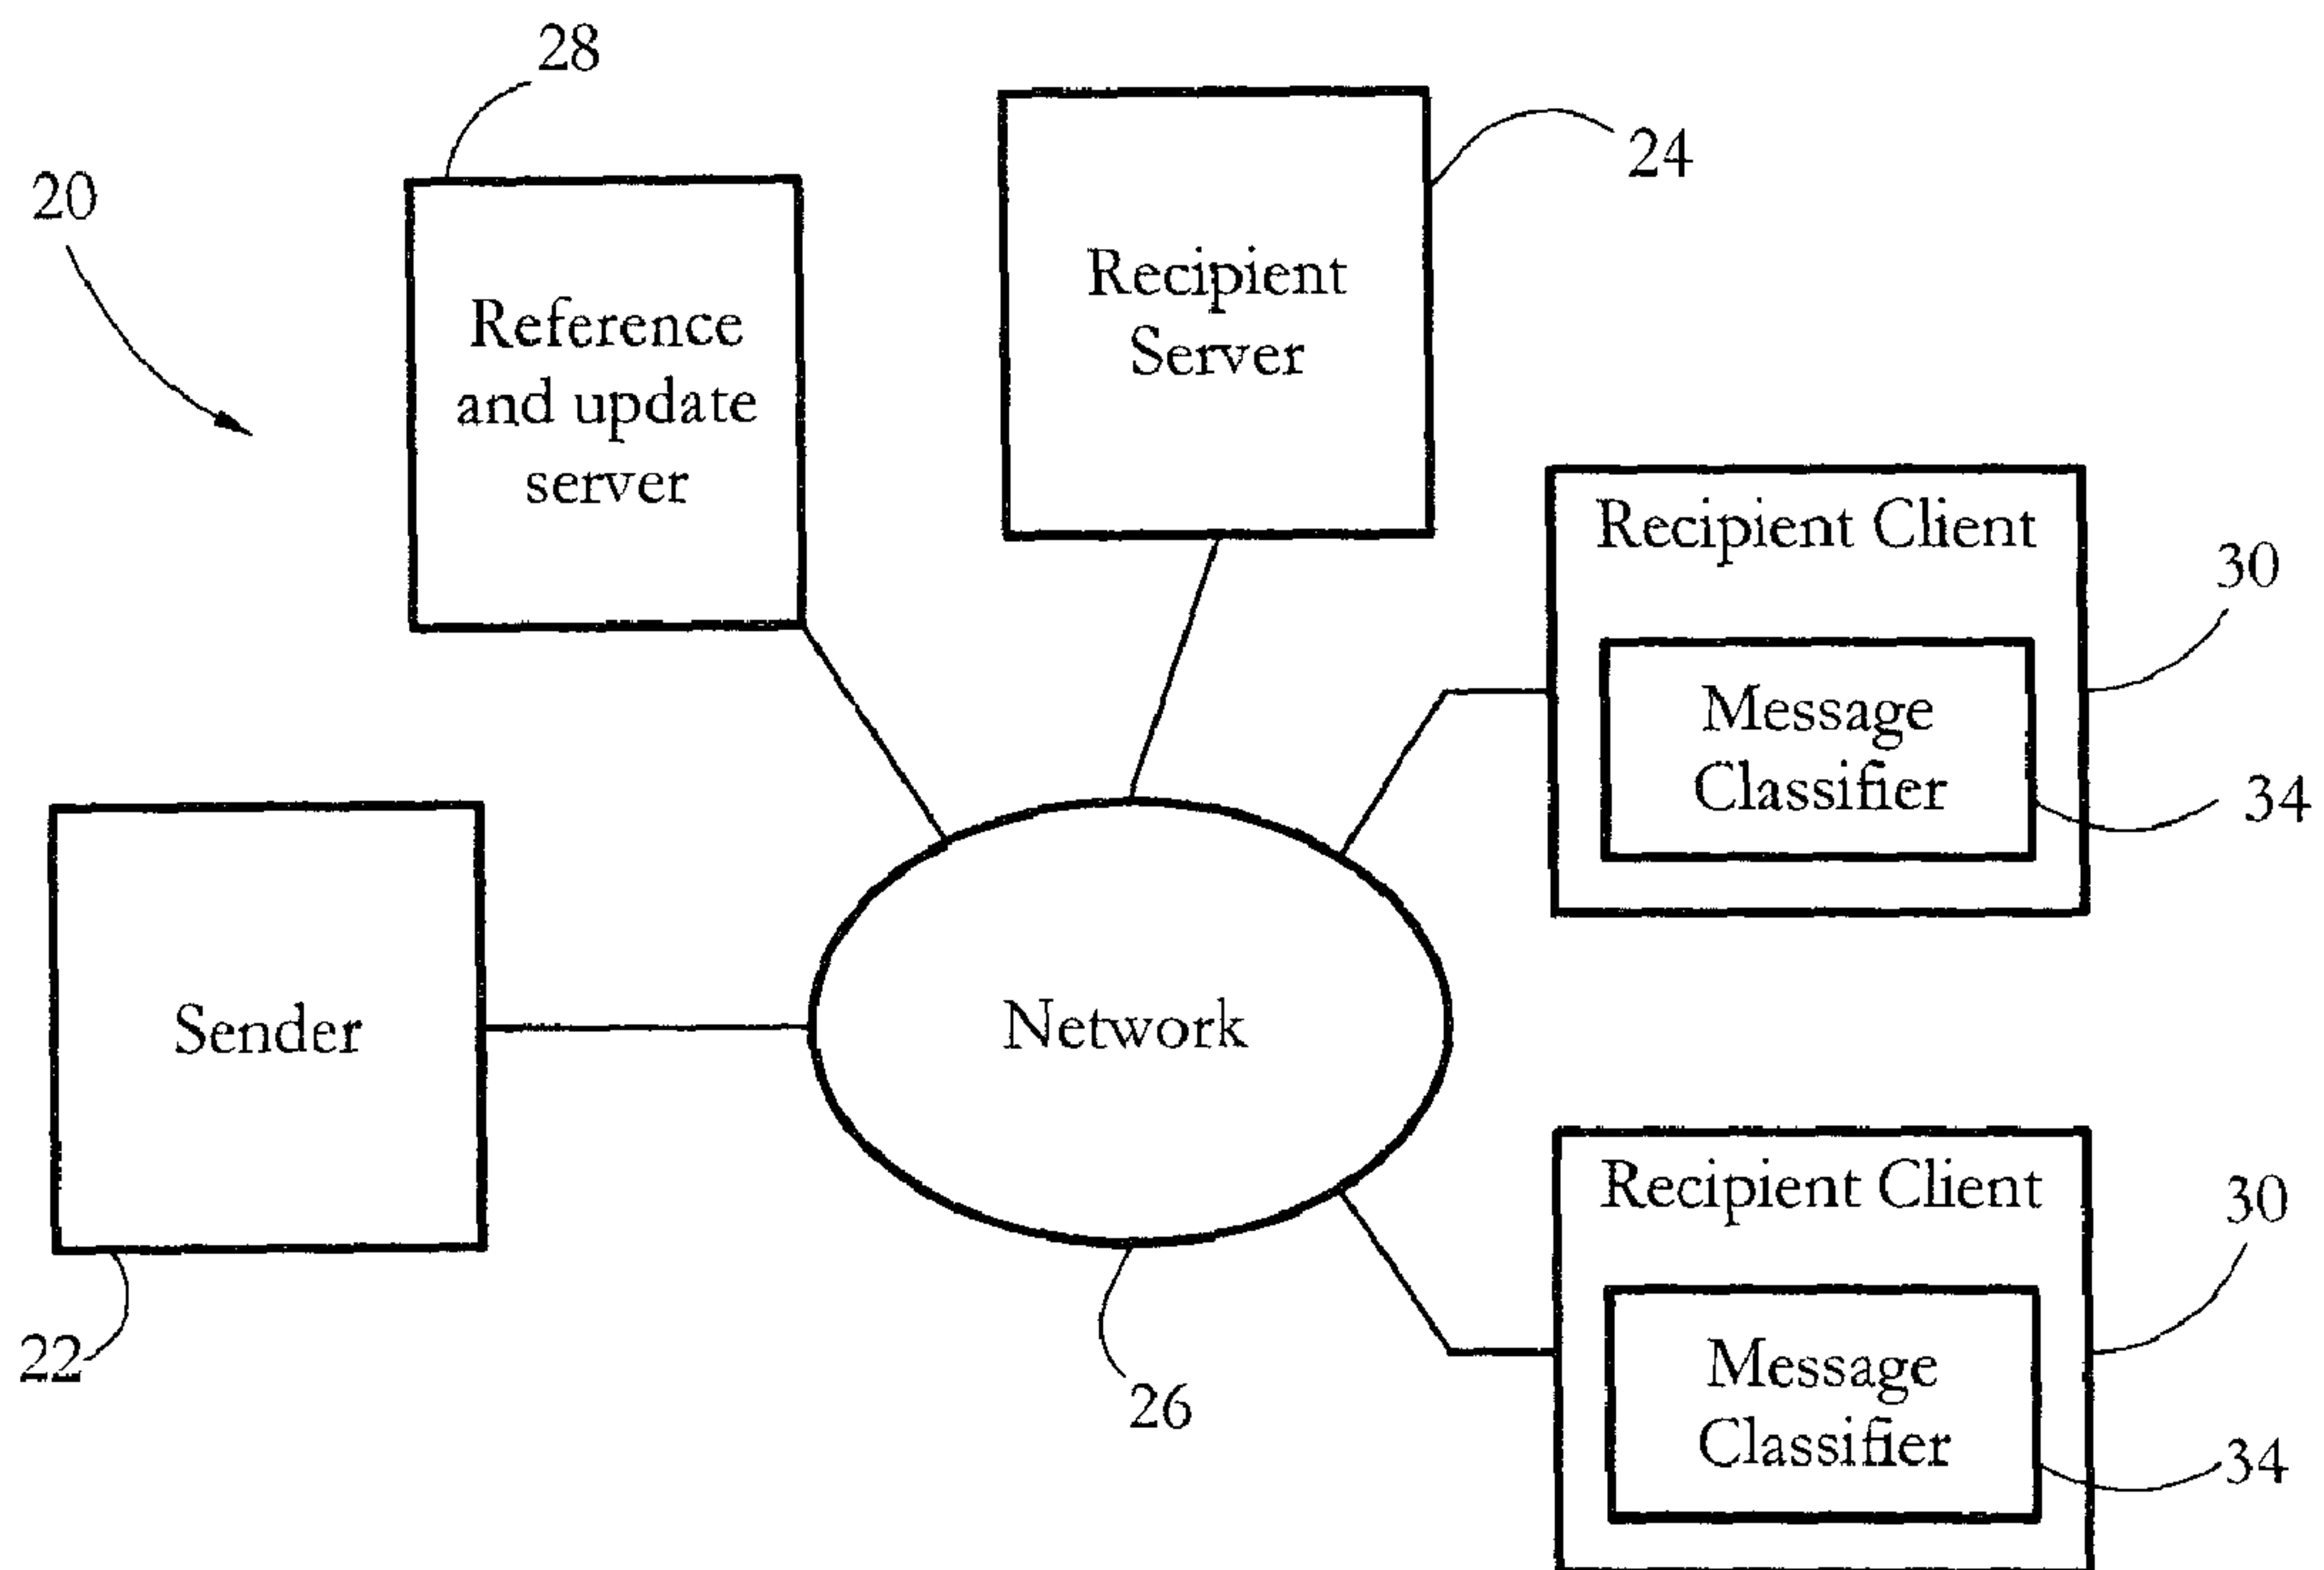 28
24
20
Recipient
Server
Reference
and update
server
Recipient Client
30
Message
Classifier
34
Sender
Network
Recipient Client
30
22
26
Message
Classifier
34